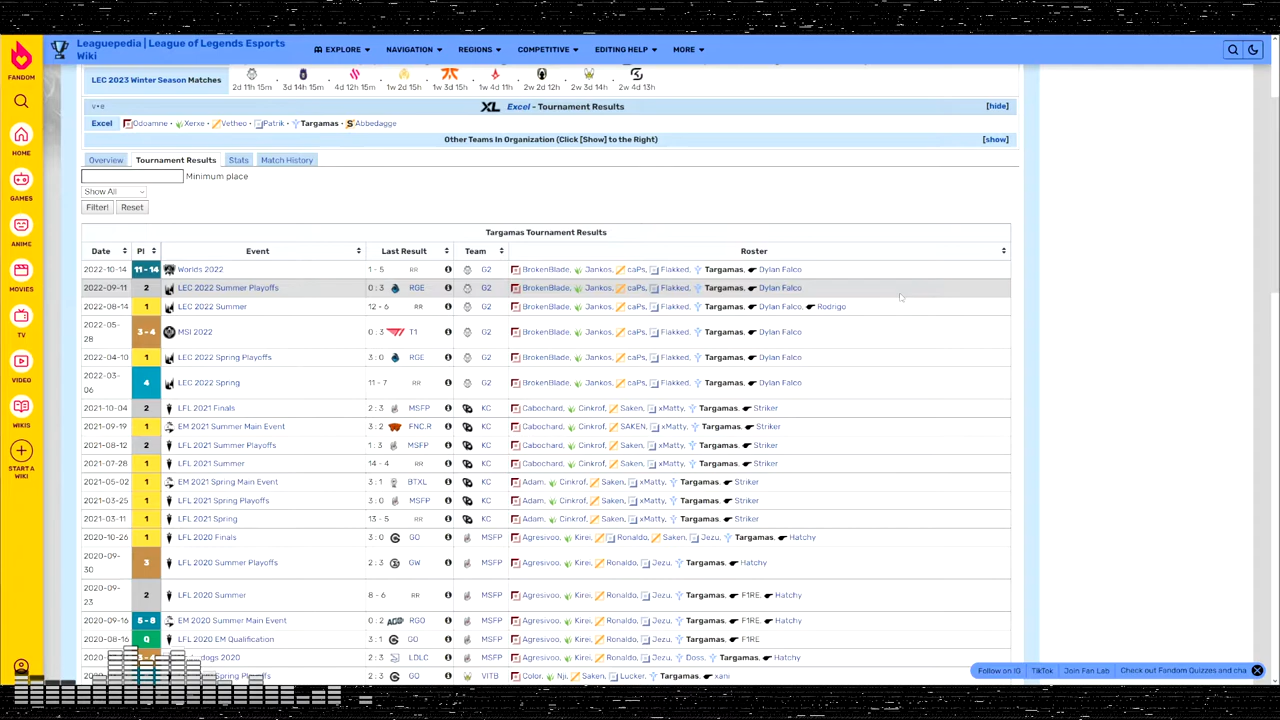 Leaguepedia | League of Legends Esports Wiki
EXPLORE NAVIGATION REGIONS COMPETITIVE EDITING HELP MORE
FANDOM
HOME
GAMES
ANIME
MOVIES
TV
VIDEO
WIKIS
START A WIKI
LEC 2023 Winter Season Matches
2d 11h 15m 3d 14h 15m 4d 12h 15m 1w 2d 15h 1w 3d 15h 1w 4d 13h 2w 2d 12h 2w 3d 14h 2w 4d 13h
v•e XL Excel - Tournament Results [hide]
Excel Odoamne • Xerxe • Vetheo • Patrik • Targamas • Abbedagge
Other Teams In Organization (Click [Show] to the Right) [show]
Overview Tournament Results Stats Match History
Minimum place
Show All
Filter! Reset
Targamas Tournament Results
Date Pl Event Last Result Team Roster
2022-10-14 11 - 14 Worlds 2022 1 - 5 RR G2 BrokenBlade, Jankos, caPs, Flakked, Targamas, Dylan Falco
2022-09-11 2 LEC 2022 Summer Playoffs 0 : 3 RGE G2 BrokenBlade, Jankos, caPs, Flakked, Targamas, Dylan Falco
2022-08-14 1 LEC 2022 Summer 12 - 6 RR G2 BrokenBlade, Jankos, caPs, Flakked, Targamas, Dylan Falco, Rodrigo
2022-05-28 3 - 4 MSI 2022 0 : 3 T1 G2 BrokenBlade, Jankos, caPs, Flakked, Targamas, Dylan Falco
2022-04-10 1 LEC 2022 Spring Playoffs 3 : 0 RGE G2 BrokenBlade, Jankos, caPs, Flakked, Targamas, Dylan Falco
2022-03-06 4 LEC 2022 Spring 11 - 7 RR G2 BrokenBlade, Jankos, caPs, Flakked, Targamas, Dylan Falco
2021-10-04 2 LFL 2021 Finals 2 : 3 MSFP KC Cabochard, Cinkrof, Saken, xMatty, Targamas, Striker
2021-09-19 1 EM 2021 Summer Main Event 3 : 2 FNC.R KC Cabochard, Cinkrof, SAKEN, xMatty, Targamas, Striker
2021-08-12 2 LFL 2021 Summer Playoffs 1 : 3 MSFP KC Cabochard, Cinkrof, Saken, xMatty, Targamas, Striker
2021-07-28 1 LFL 2021 Summer 14 - 4 RR KC Cabochard, Cinkrof, Saken, xMatty, Targamas, Striker
2021-05-02 1 EM 2021 Spring Main Event 3 : 1 BTXL KC Adam, Cinkrof, Saken, xMatty, Targamas, Striker
2021-03-25 1 LFL 2021 Spring Playoffs 3 : 0 MSFP KC Adam, Cinkrof, Saken, xMatty, Targamas, Striker
2021-03-11 1 LFL 2021 Spring 13 - 5 RR KC Adam, Cinkrof, Saken, xMatty, Targamas, Striker
2020-10-26 1 LFL 2020 Finals 3 : 0 GO MSFP Agresivoo, Kirei, Ronaldo, Saken, Jezu, Targamas, Hatchy
2020-09-30 3 LFL 2020 Summer Playoffs 2 : 3 GW MSFP Agresivoo, Kirei, Ronaldo, Jezu, Targamas, Hatchy
2020-09-23 2 LFL 2020 Summer 8 - 6 RR MSFP Agresivoo, Kirei, Ronaldo, Jezu, Targamas, F1RE, Hatchy
2020-09-16 5 - 8 EM 2020 Summer Main Event 0 : 2 RGO MSFP Agresivoo, Kirei, Ronaldo, Jezu, Targamas, F1RE, Hatchy
2020-08-16 Q LFL 2020 EM Qualification 3 : 1 GO MSFP Agresivoo, Kirei, Ronaldo, Jezu, Targamas, F1RE
2020- dogs 2020 2 : 3 LDLC MSFP Agresivoo, Kirei, Ronaldo, Jezu, Doss, Targamas, Hatchy
Spring VITB Color, Nji, Saken, Lucker, Targamas, xani
Follow on IG TikTok Join Fan Lab Check out Fandom Quizzes and cha